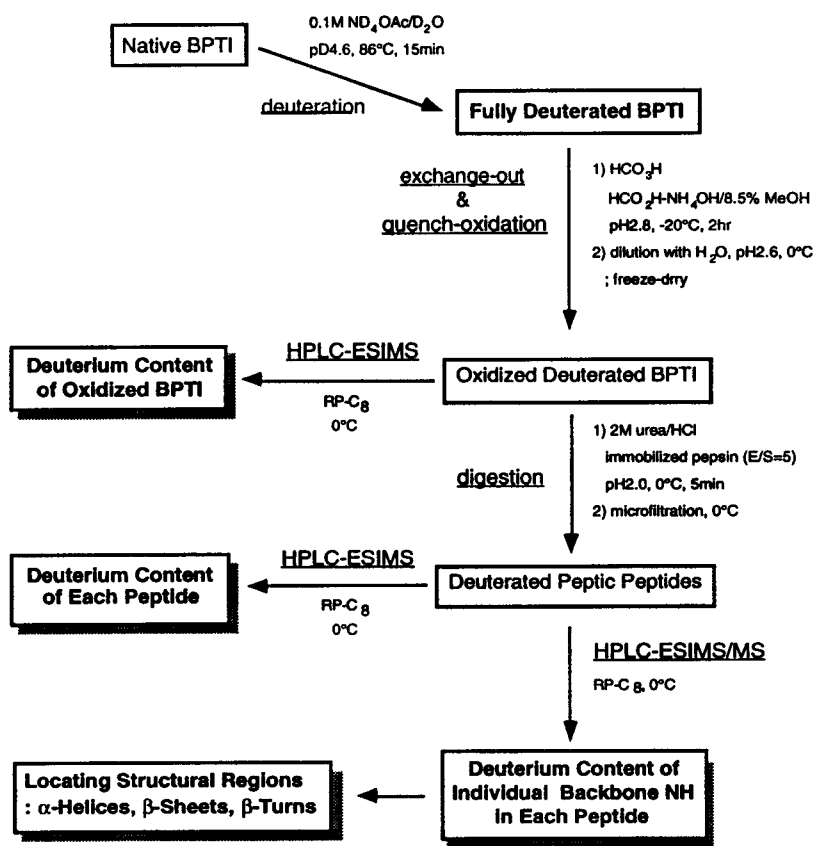 Native BPTI
0.1M ND4OAc/D2O
pD4.6, 86°C, 15min
deuteration
Fully Deuterated BPTI
exchange-out
&
quench-oxidation
1) HCO3H
HCO2H-NH4OH/8.5% MeOH
pH2.8, -20°C, 2hr
2) dilution with H2O, pH2.6, 0°C
; freeze-drry
Deuterium Content
of Oxidized BPTI
HPLC-ESIMS
RP-C8
0°C
Oxidized Deuterated BPTI
digestion
1) 2M urea/HCl
immobilized pepsin (E/S=5)
pH2.0, 0°C, 5min
2) microfiltration, 0°C
Deuterium Content
of Each Peptide
HPLC-ESIMS
RP-C8
0°C
Deuterated Peptic Peptides
HPLC-ESIMS/MS
RP-C8, 0°C
Locating Structural Regions
: α-Helices, β-Sheets, β-Turns
Deuterium Content of
Individual Backbone NH
in Each Peptide